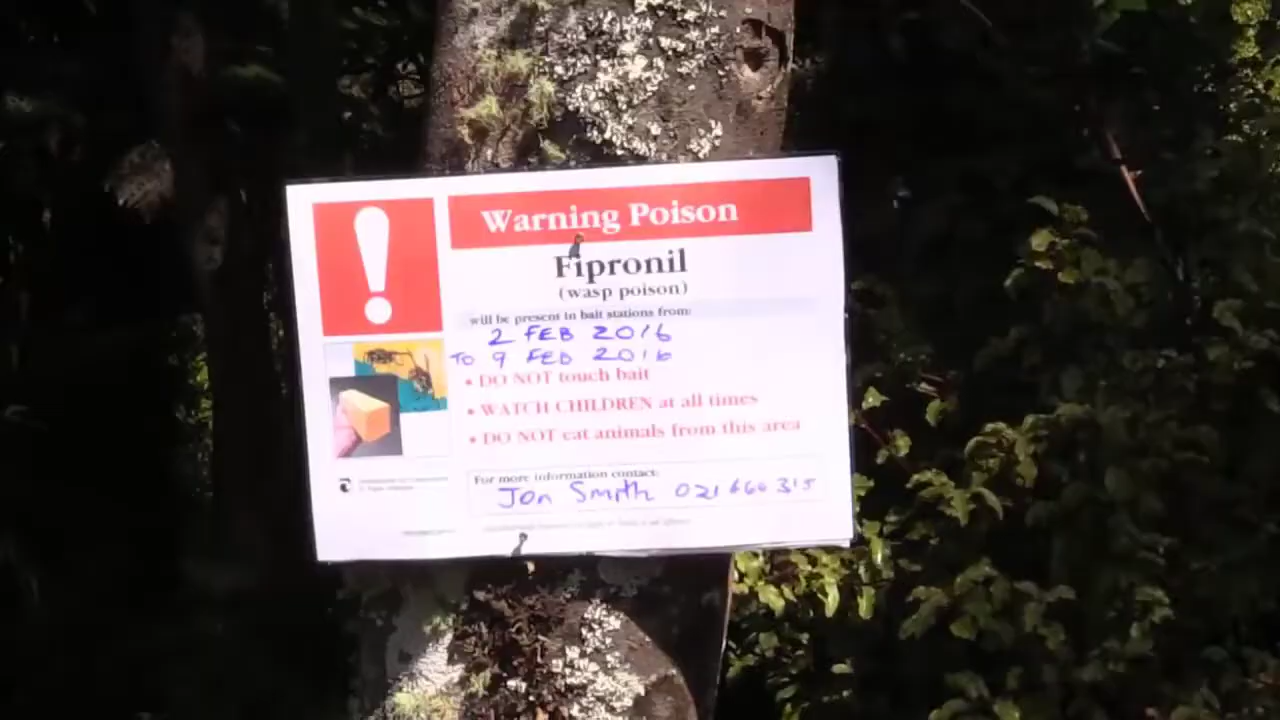 !
Warning Poison
Fipronil
(wasp poison)
will be present in bait stations from:
2 FEB 2016
TO 9 FEB 2016
• DO NOT touch bait
• WATCH CHILDREN at all times
• DO NOT eat animals from this area
For more information contact:
Jon Smith 021 660 315